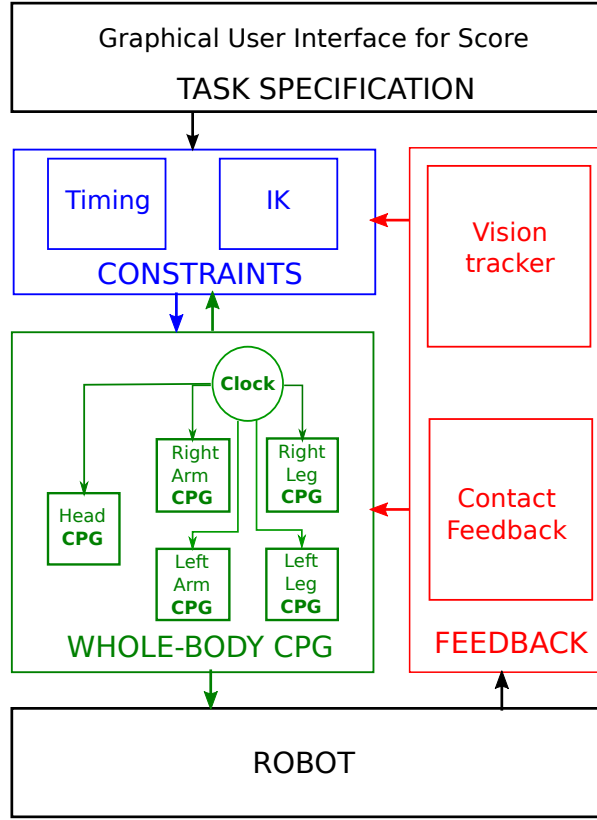 Graphical User Interface for Score
TASK SPECIFICATION
Timing
IK
CONSTRAINTS
Vision
tracker
Clock
Right
Arm
CPG
Right
Leg
CPG
Head
CPG
Left
Arm
CPG
Left
Leg
CPG
WHOLE-BODY CPG
Contact
Feedback
FEEDBACK
ROBOT